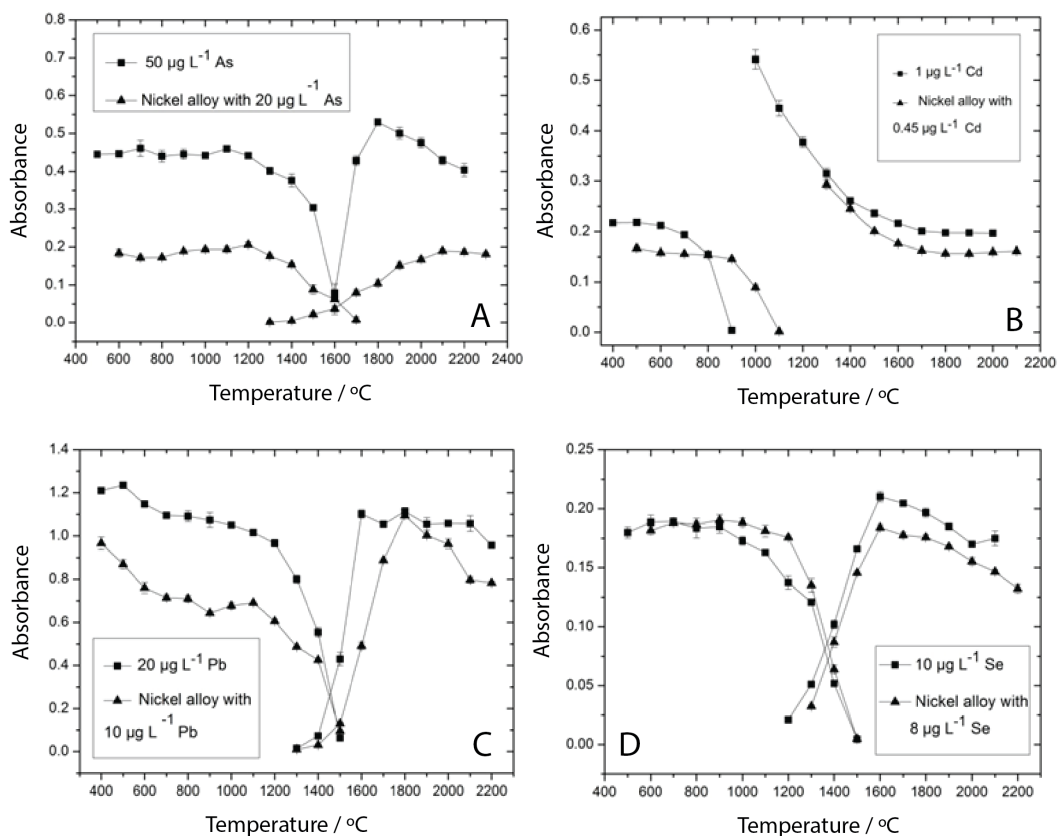 0.8
0.7
0.6
0.5
0.4
0.3
0.2
0.1
0.0
Absorbance
50 µg L⁻¹ As
Nickel alloy with 20 µg L⁻¹ As
A
400 600 800 1000 1200 1400 1600 1800 2000 2200 2400
Temperature / ºC
0.6
0.5
0.4
0.3
0.2
0.1
0.0
Absorbance
1 µg L⁻¹ Cd
Nickel alloy with
0.45 µg L⁻¹ Cd
B
400 600 800 1000 1200 1400 1600 1800 2000 2200
Temperature / ºC
1.4
1.2
1.0
0.8
0.6
0.4
0.2
0.0
Absorbance
20 µg L⁻¹ Pb
Nickel alloy with
10 µg L⁻¹ Pb
C
400 600 800 1000 1200 1400 1600 1800 2000 2200
Temperature / ºC
0.25
0.20
0.15
0.10
0.05
0.00
Absorbance
10 µg L⁻¹ Se
Nickel alloy with
8 µg L⁻¹ Se
D
400 600 800 1000 1200 1400 1600 1800 2000 2200
Temperature / ºC